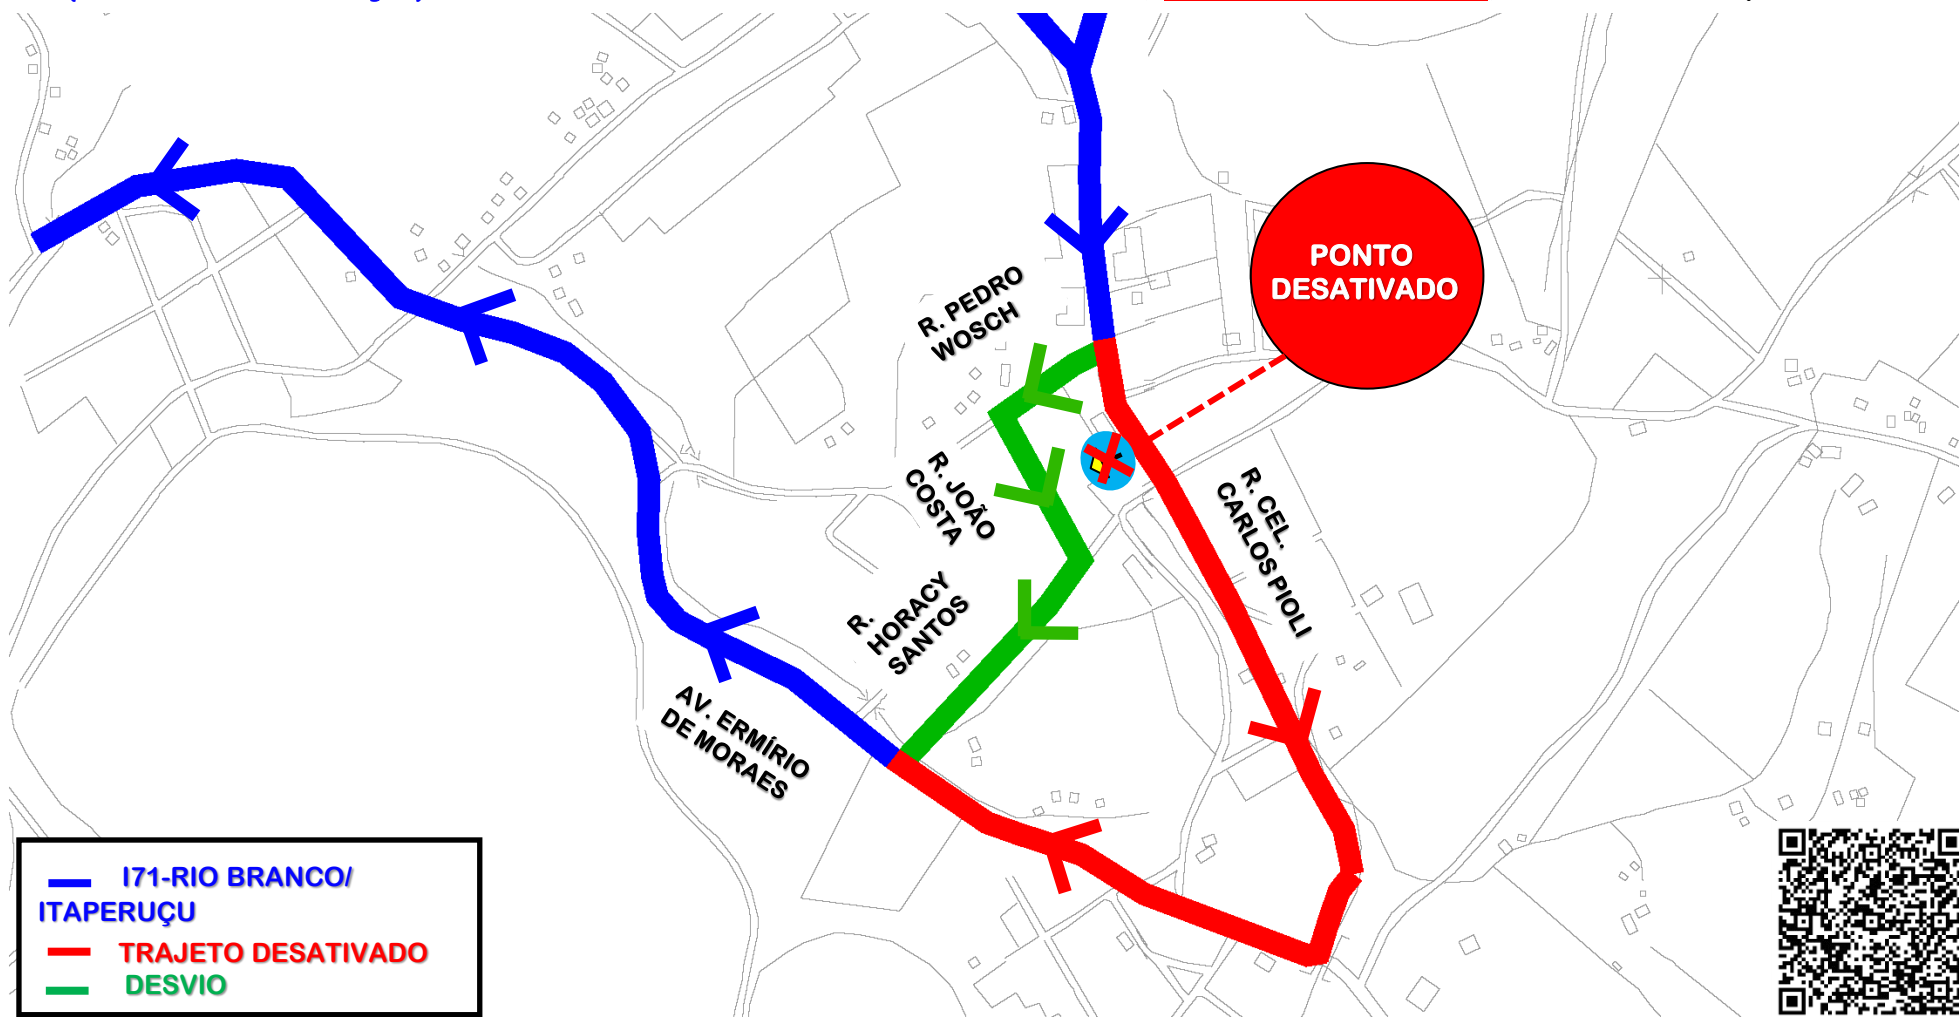 PONTO
DESATIVADO
R. PEDRO
WOSCH
R. JOÃO
COSTA
R. CEL.
CARLOS PIOLI
R.
HORACY
SANTOS
AV. ERMÍRIO
DE MORAES
I71-RIO BRANCO/
ITAPERUÇU
TRAJETO DESATIVADO
DESVIO